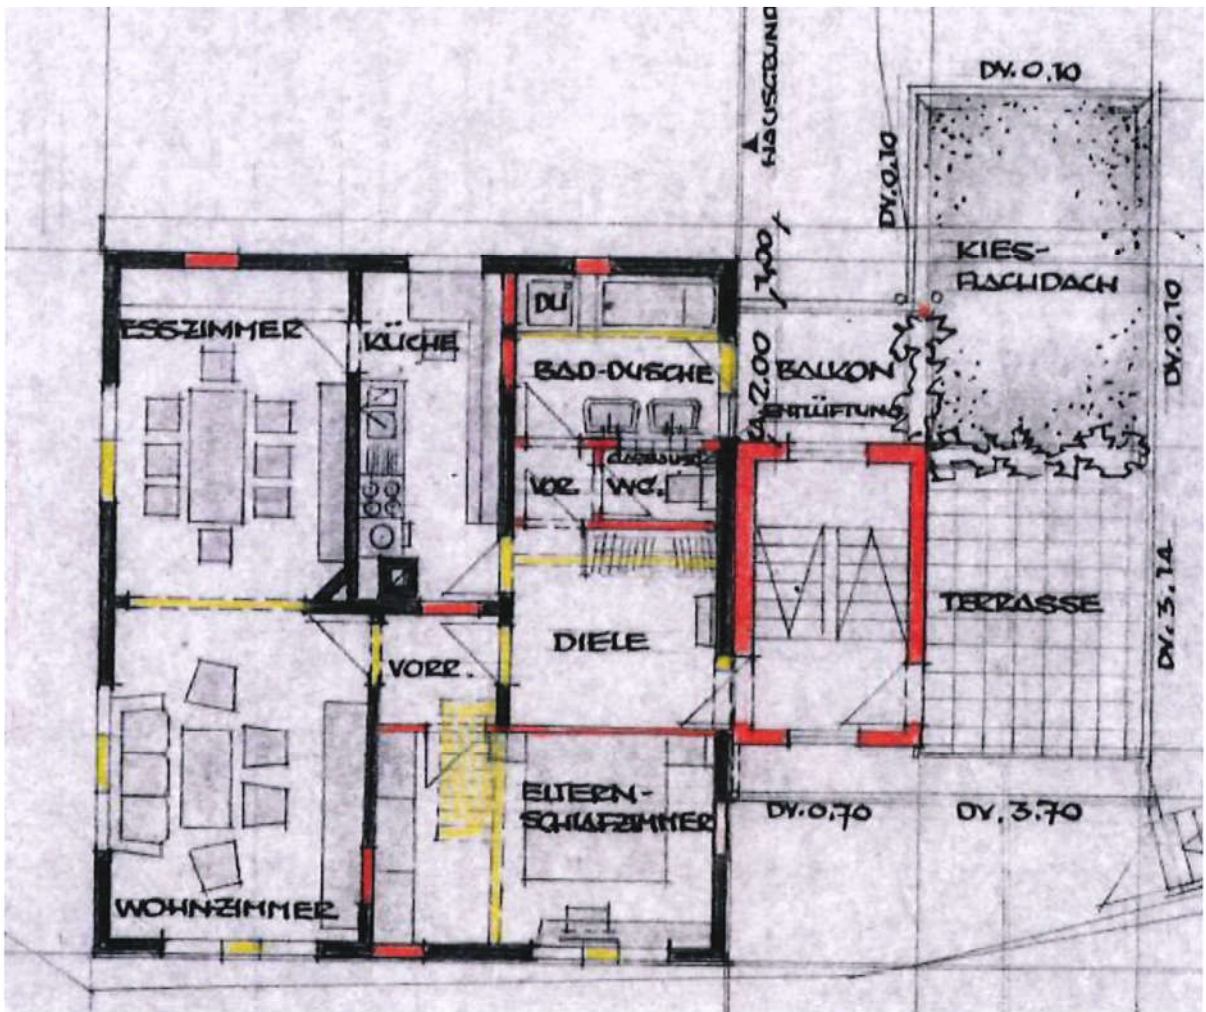 DV. 0.10
HAUSGRUND
DV. 0.10
KIES-
FLACHDACH
1,00
DV. 0.10
ESSZIMMER
KÜCHE
DU
BAD-DUSCHE
2.00
BALKON
ENTLÜFTUNG
VOR.
WC.
DIELE
TERRASSE
DV. 3.14
VORR.
ELTERN-
SCHLAFZIMMER
DV. 0.70
DV. 3.70
WOHNZIMMER